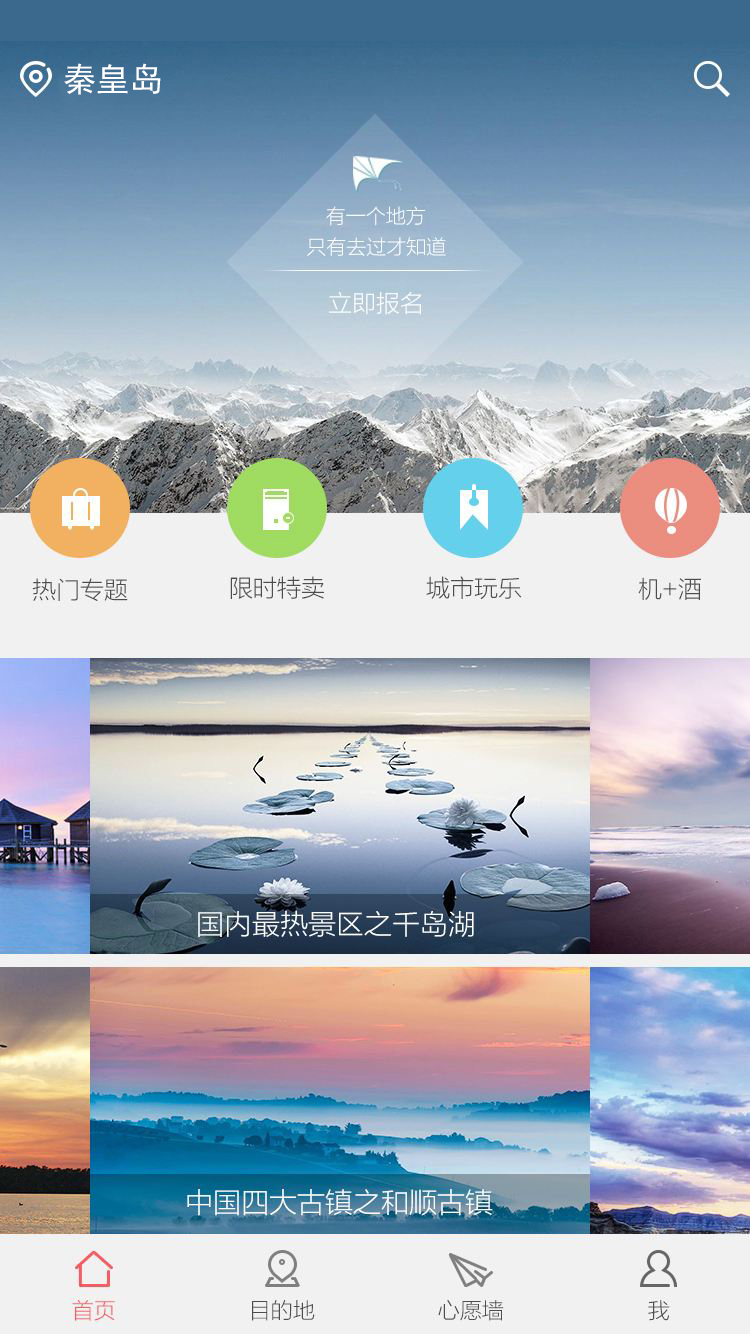 秦皇岛
有一个地方
只有去过才知道
立即报名
热门专题
限时特卖
城市玩乐
机+酒
国内最热景区之千岛湖
中国四大古镇之和顺古镇
首页
目的地
心愿墙
我